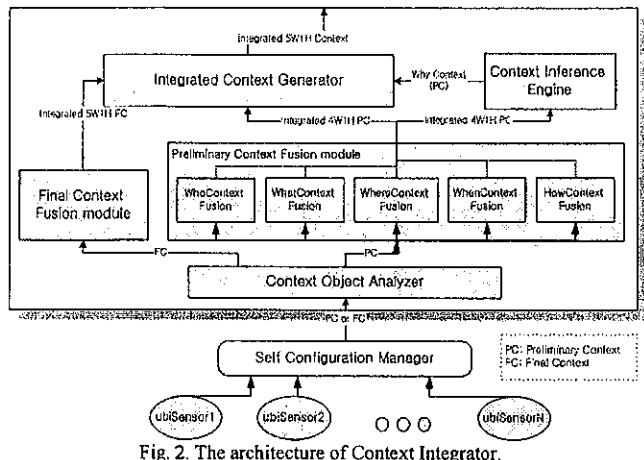 Integrated 5W1H Context
Integrated Context Generator
Why Context
(PC)
Context Inference
Engine
Integrated 5W1H FC
Integrated 4W1H PC
Integrated 4W1H PC
Preliminary Context Fusion module
Final Context
Fusion module
WhoContext
Fusion
WhatContext
Fusion
WhereContext
Fusion
WhenContext
Fusion
HowContext
Fusion
FC
PC
Context Object Analyzer
PC or FC
Self Configuration Manager
PC: Preliminary Context
FC: Final Context
ubiSensor1
ubiSensor2
ubiSensorN
Fig. 2. The architecture of Context Integrator.